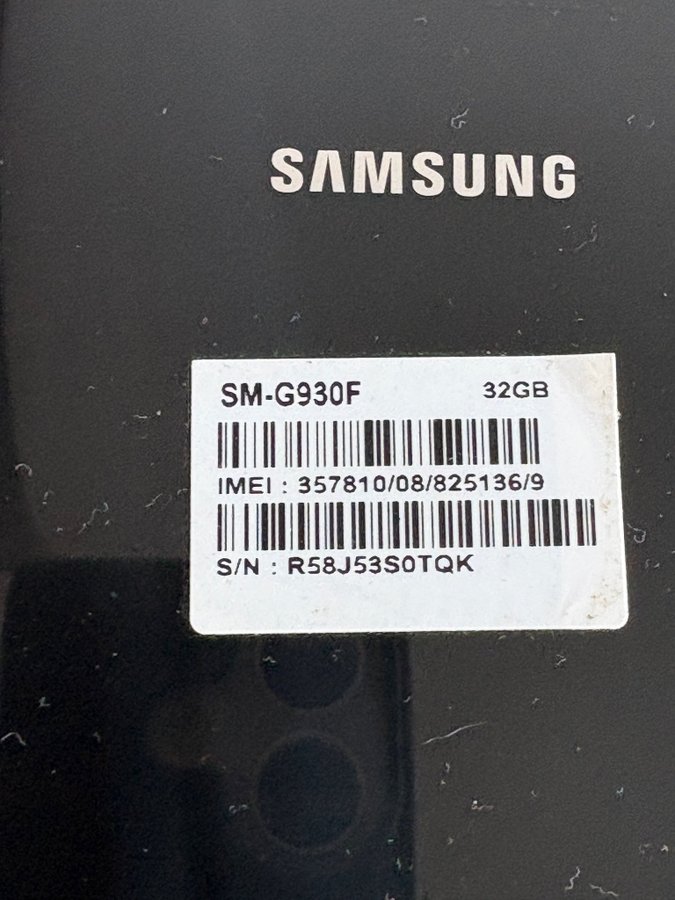 SAMSUNG
SM-G930F 32GB
IMEI : 357810/08/825136/9
S/N : R58J53S0TQK